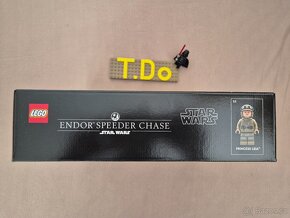 T.Do
LEGO
ENDOR SPEEDER CHASE
STAR WARS
STAR WARS
PRINCESS LEIA